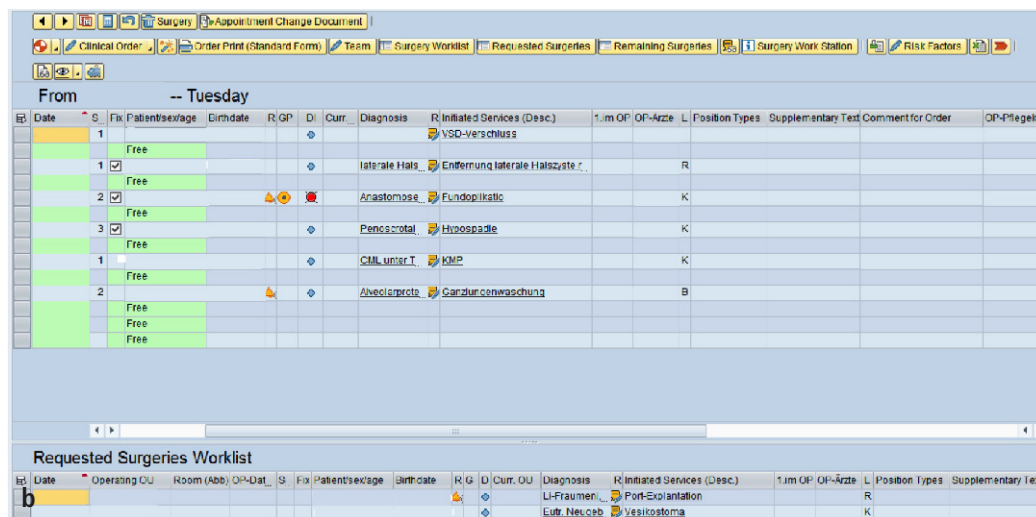 Surgery Appointment Change Document
Clinical Order Order Print (Standard Form) Team Surgery Worklist Requested Surgeries Remaining Surgeries Surgery Work Station Risk Factors
From -- Tuesday
Date S Fix Patient/sex/age Birthdate R GP DI Curr... Diagnosis R Initiated Services (Desc.) 1.im OP OP-Ärzte L Position Types Supplementary Text Comment for Order
1 VSD-Verschluss
Free
1 laterale Hals Entfernung laterale Halszyste r R
Free
2 Anastomose Fundoplikatio K
Free
3 Penoscrotal Hypospadie K
Free
1 CML unter T KMP K
Free
2 Alveolarprote Ganzlungenwaschung B
Free
Free
Free
Requested Surgeries Worklist
Date Operating OU Room (Abb) OP-Dat S Fix Patient/sex/age Birthdate R G D Curr. OU Diagnosis R Initiated Services (Desc.) 1.im OP OP-Ärzte L Position Types Supplementary Te
b Li-Fraumeni... Port-Explantation R
Eutr. Neugeb Vesikostoma K